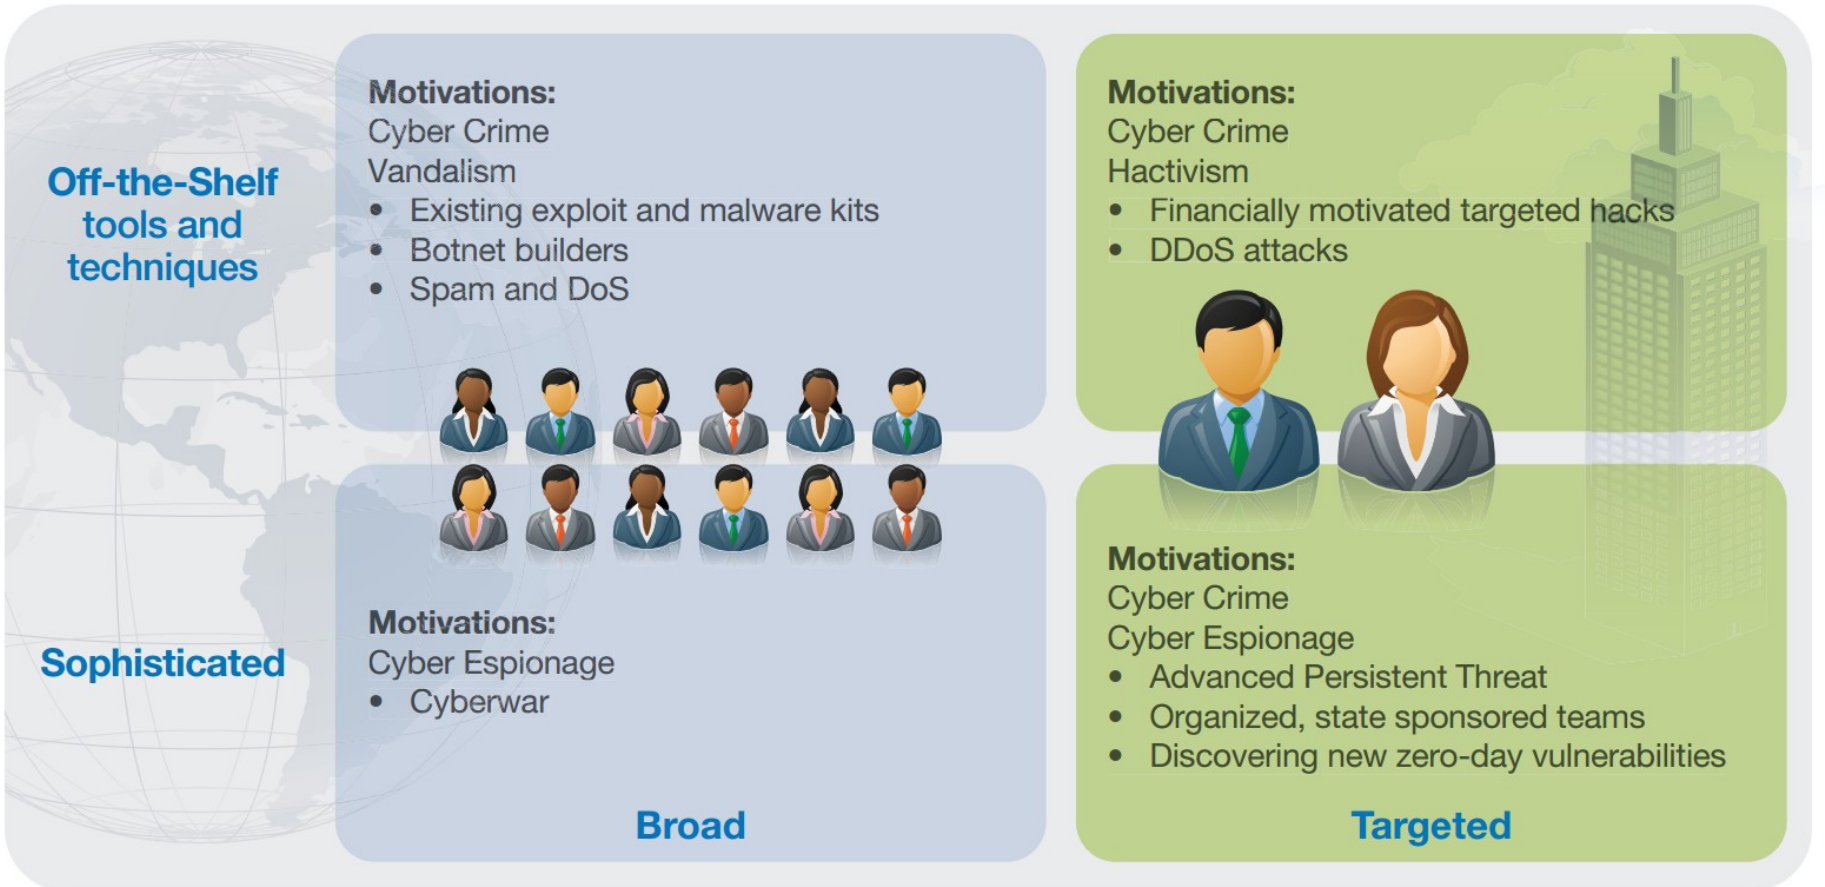 Off-the-Shelf
tools and
techniques
Motivations:
Cyber Crime
Vandalism
• Existing exploit and malware kits
• Botnet builders
• Spam and DoS
Motivations:
Cyber Crime
Hactivism
• Financially motivated targeted hacks
• DDoS attacks
Sophisticated
Motivations:
Cyber Espionage
• Cyberwar
Broad
Motivations:
Cyber Crime
Cyber Espionage
• Advanced Persistent Threat
• Organized, state sponsored teams
• Discovering new zero-day vulnerabilities
Targeted